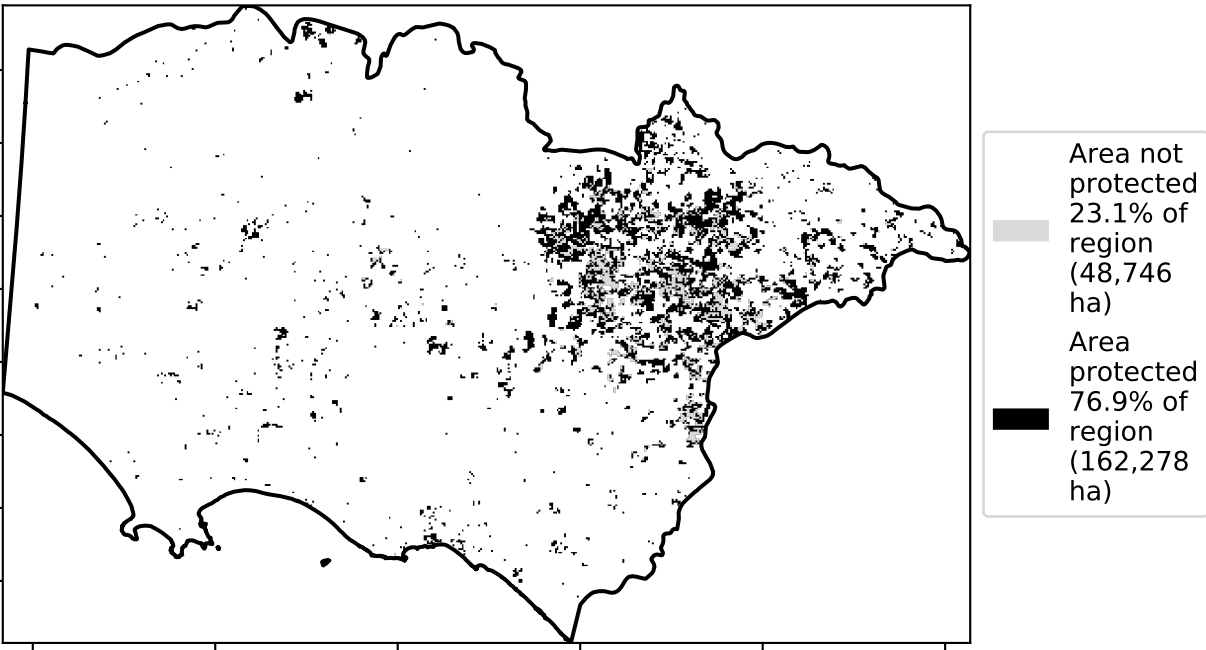 Area not
protected
23.1% of
region
(48,746
ha)
Area
protected
76.9% of
region
(162,278
ha)